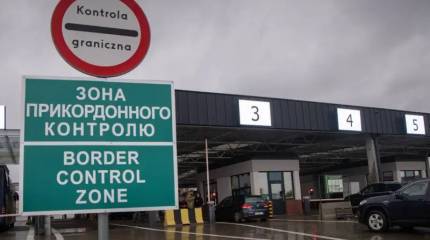 Kontrola
graniczna
ЗОНА
ПРИКОРДОННОГО
КОНТРОЛЮ
BORDER
CONTROL
ZONE
3
4
5